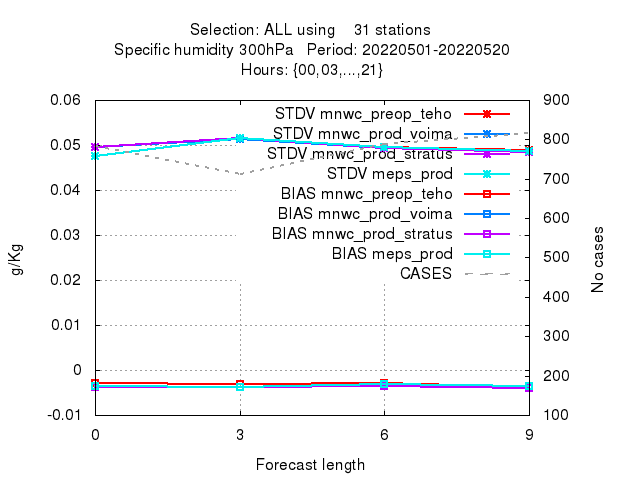 Selection: ALL using 31 stations
Specific humidity 300hPa Period: 20220501-20220520
Hours: {00,03,...,21}
0.06
0.05
0.04
0.03
0.02
0.01
0
-0.01
g/Kg
STDV mnwc_preop_teho
STDV mnwc_prod_voima
STDV mnwc_prod_stratus
STDV meps_prod
BIAS mnwc_preop_teho
BIAS mnwc_prod_voima
BIAS mnwc_prod_stratus
BIAS meps_prod
CASES
900
800
700
600
500
400
300
200
100
No cases
0 3 6 9
Forecast length